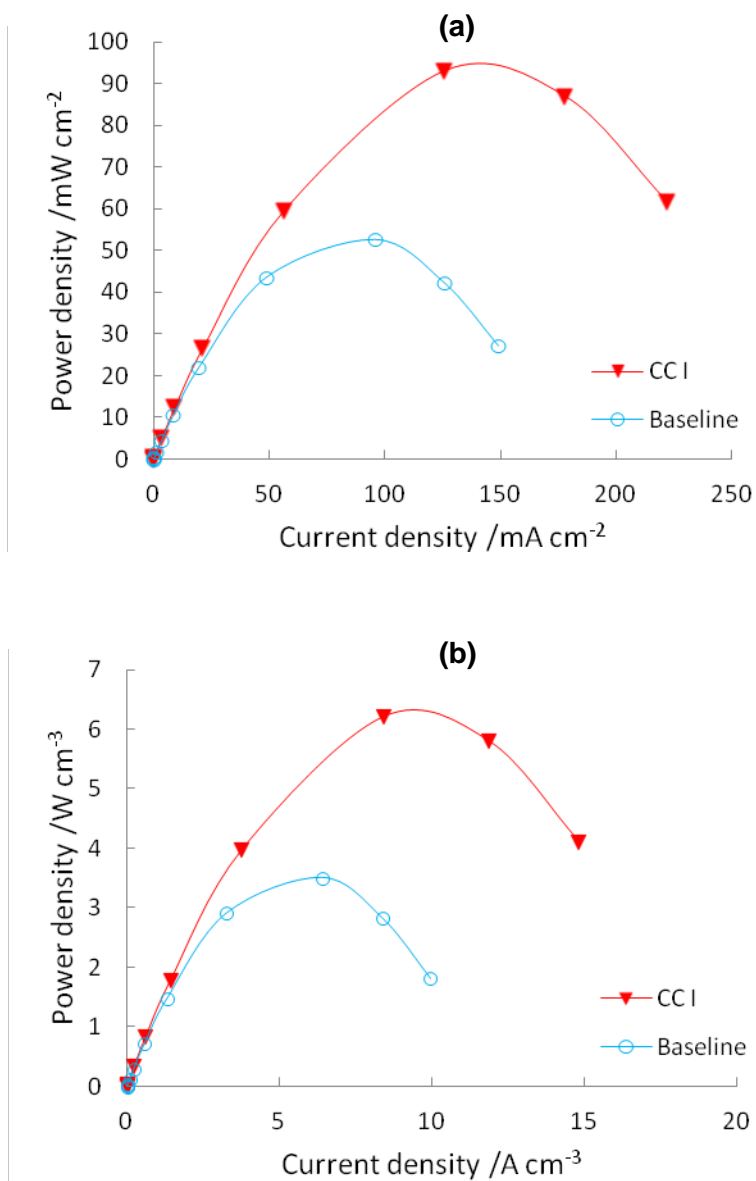 (a)
100
90
80
70
60
50
40
30
20
10
0
Power density /mW cm-2
CC I
Baseline
0 50 100 150 200 250
Current density /mA cm-2
(b)
7
6
5
4
3
2
1
0
Power density /W cm-3
CC I
Baseline
0 5 10 15 20
Current density /A cm-3